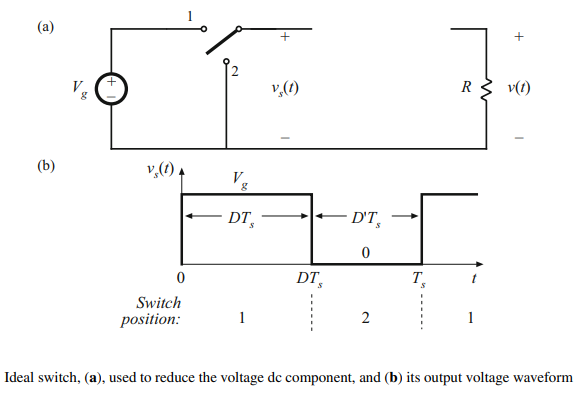 (a)
1
+
+
2
V_g
+
−
v_s(t)
R
v(t)
−
−
(b)
v_s(t)
V_g
DT_s
D'T_s
0
0
DT_s
T_s
t
Switch
position:
1
2
1
Ideal switch, (a), used to reduce the voltage dc component, and (b) its output voltage waveform